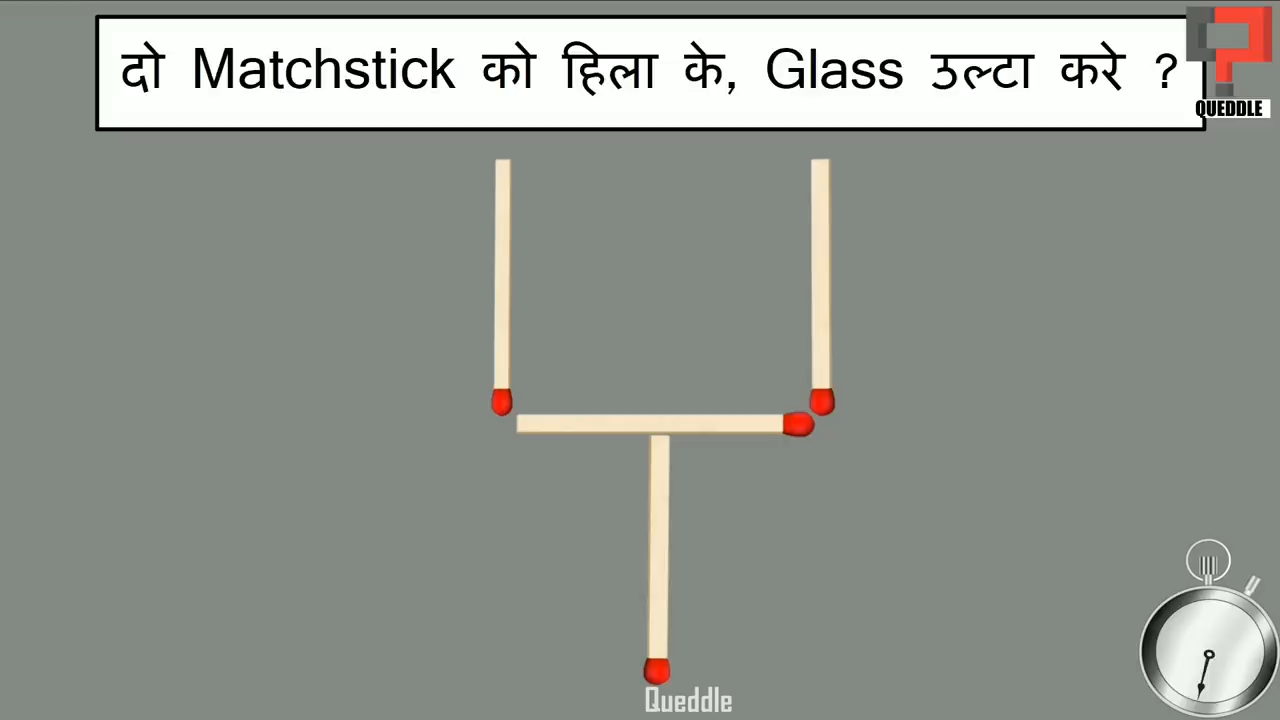 दो Matchstick को हिला के, Glass उल्टा करे ?
QUEDDLE
Queddle